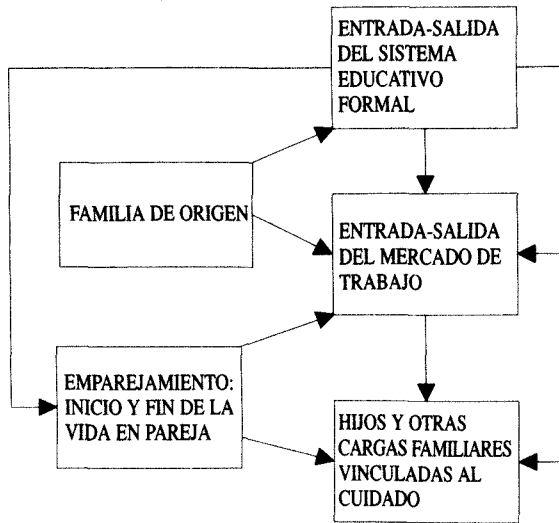 ENTRADA-SALIDA
DEL SISTEMA
EDUCATIVO
FORMAL
FAMILIA DE ORIGEN
ENTRADA-SALIDA
DEL MERCADO DE
TRABAJO
EMPAREJAMIENTO:
INICIO Y FIN DE LA
VIDA EN PAREJA
HIJOS Y OTRAS
CARGAS FAMILIARES
VINCULADAS AL
CUIDADO